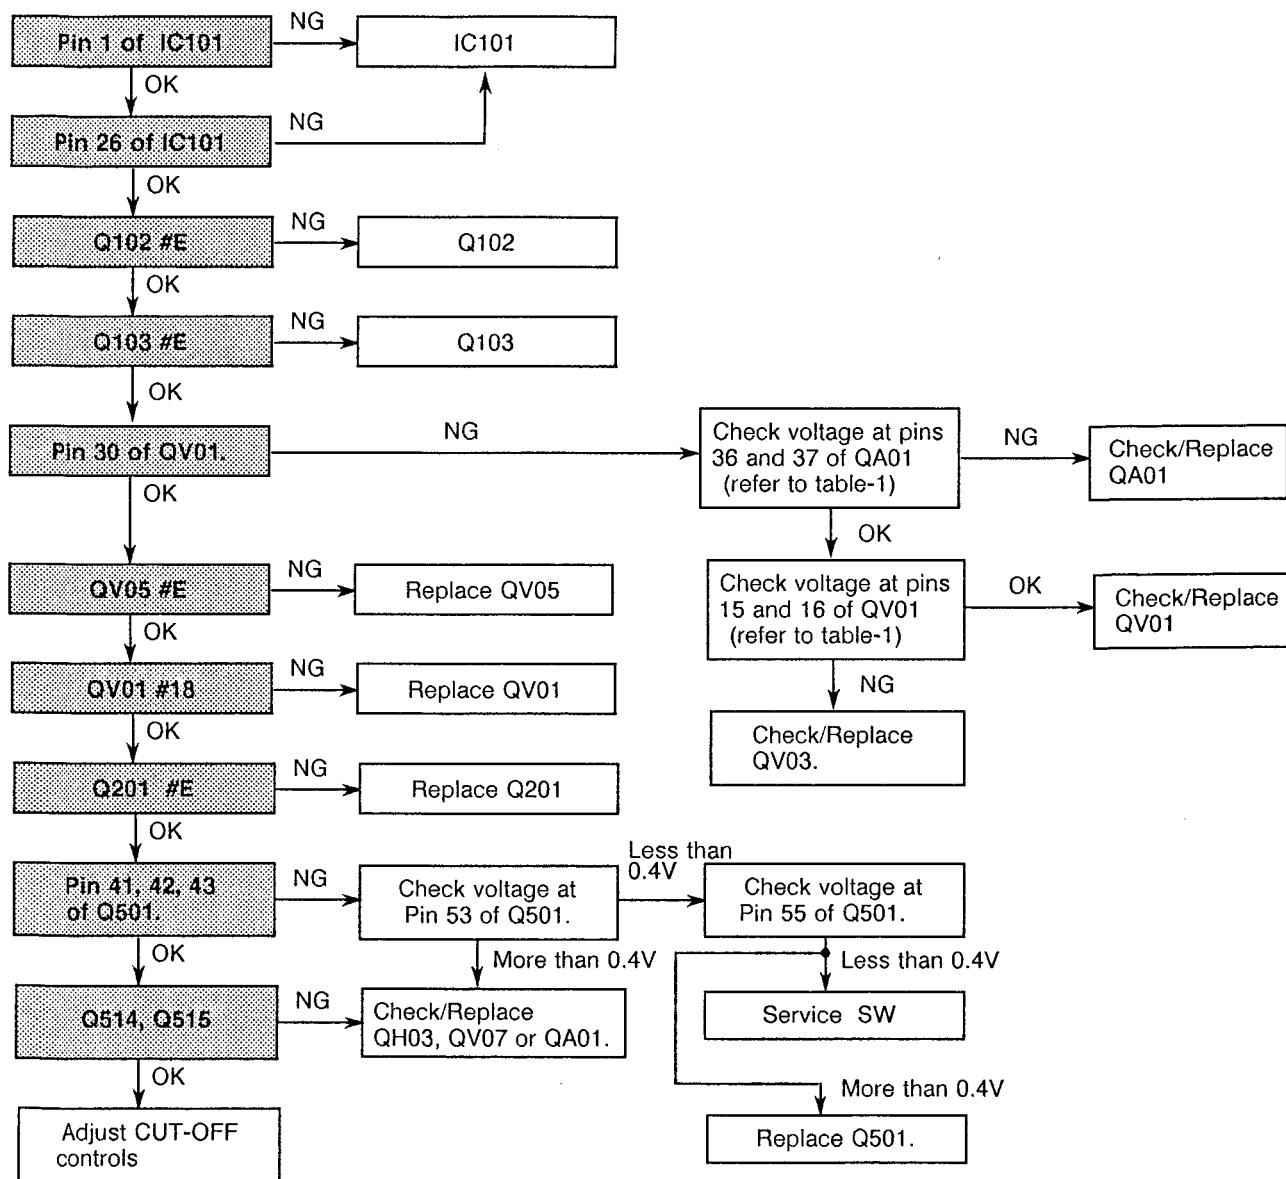 Pin 1 of IC101
NG
IC101
OK
Pin 26 of IC101
NG
OK
Q102 #E
NG
Q102
OK
Q103 #E
NG
Q103
OK
Pin 30 of QV01.
NG
Check voltage at pins
36 and 37 of QA01
(refer to table-1)
NG
Check/Replace
QA01
OK
OK
Check voltage at pins
15 and 16 of QV01
(refer to table-1)
OK
Check/Replace
QV01
NG
Check/Replace
QV03.
QV05 #E
NG
Replace QV05
OK
QV01 #18
NG
Replace QV01
OK
Q201 #E
NG
Replace Q201
OK
Pin 41, 42, 43
of Q501.
NG
Check voltage at
Pin 53 of Q501.
Less than
0.4V
Check voltage at
Pin 55 of Q501.
OK
More than 0.4V
Less than 0.4V
Service SW
Q514, Q515
NG
Check/Replace
QH03, QV07 or QA01.
More than 0.4V
Replace Q501.
OK
Adjust CUT-OFF
controls